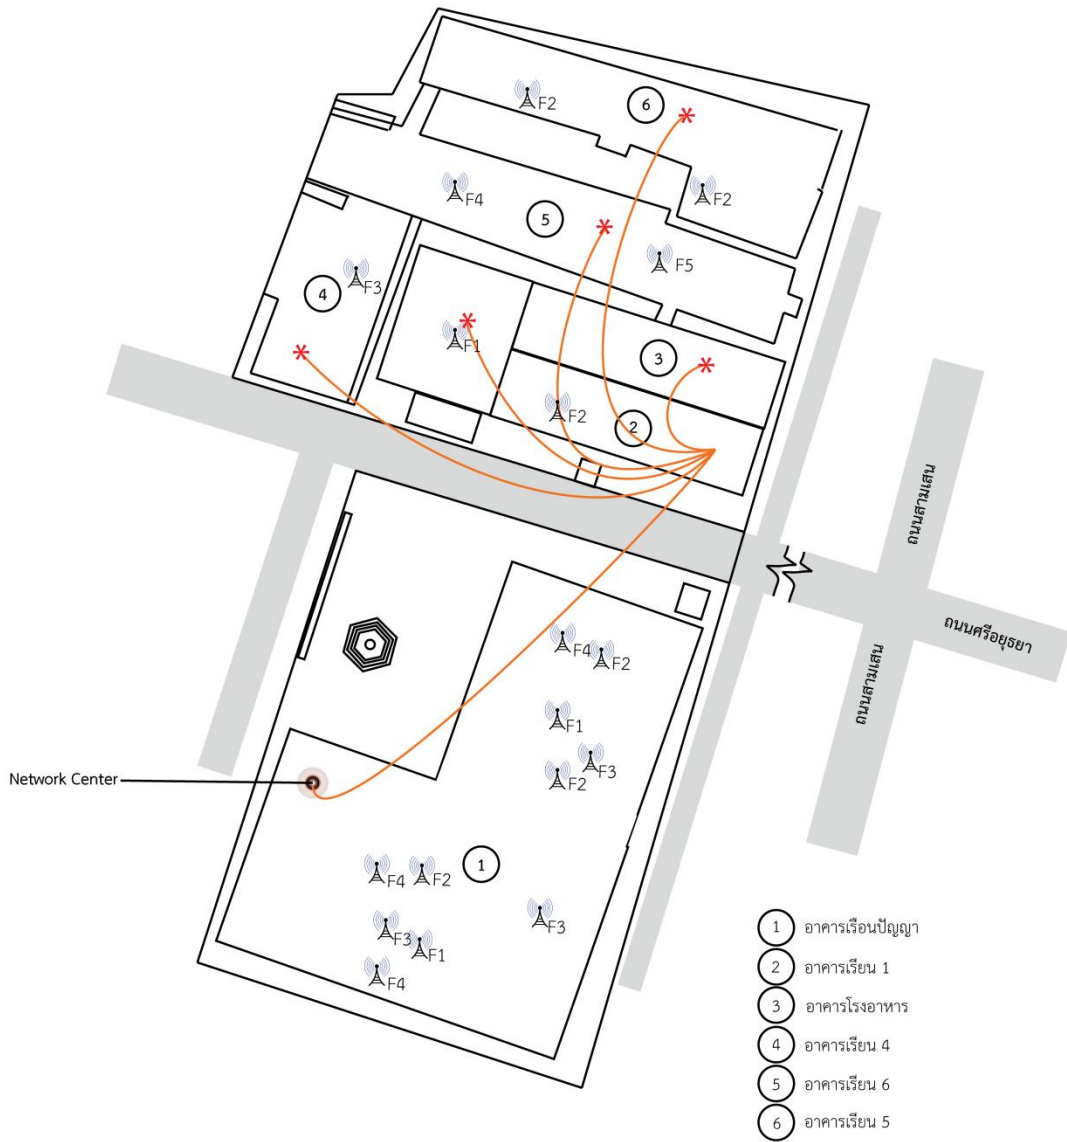 F2
6
F4
5
F2
F5
F3
4
F1
3
F2
2
ถนนสามเสน
ถนนศรีอยุธยา
ถนนสามเสน
F4
F2
F1
F3
F2
Network Center
1
F4
F2
F3
F3
F1
F4
1 อาคารเรือนปัญญา
2 อาคารเรียน 1
3 อาคารโรงอาหาร
4 อาคารเรียน 4
5 อาคารเรียน 6
6 อาคารเรียน 5